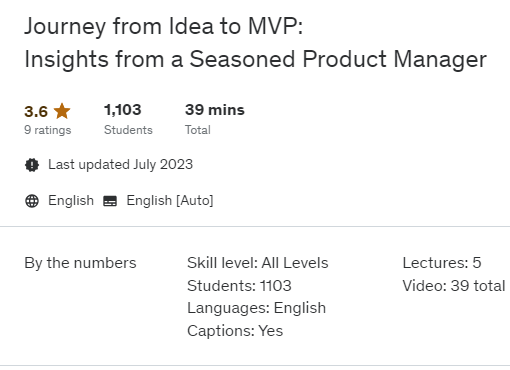 Journey from Idea to MVP:
Insights from a Seasoned Product Manager
3.6
1,103
39 mins
9 ratings
Students
Total
Last updated July 2023
English
English [Auto]
By the numbers
Skill level: All Levels
Students: 1103
Languages: English
Captions: Yes
Lectures: 5
Video: 39 total